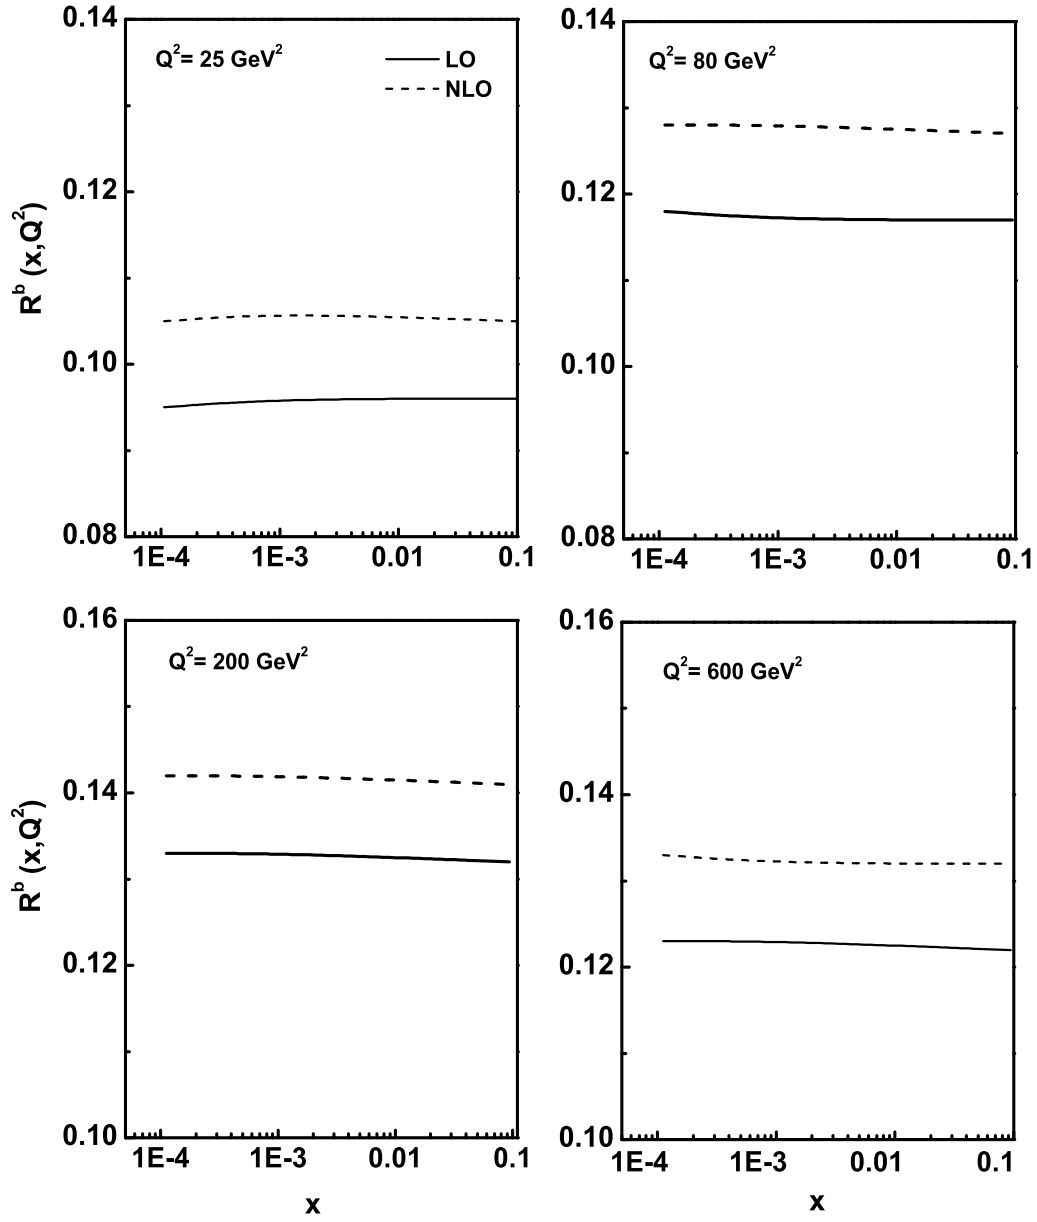 0.14
Q²= 25 GeV²
LO
NLO
0.12
0.10
0.08
1E-4 1E-3 0.01 0.1
R^b (x,Q²)
0.14
Q²= 80 GeV²
0.12
0.10
0.08
1E-4 1E-3 0.01 0.1
0.16
Q²= 200 GeV²
0.14
0.12
0.10
1E-4 1E-3 0.01 0.1
R^b (x,Q²)
x
0.16
Q²= 600 GeV²
0.14
0.12
0.10
1E-4 1E-3 0.01 0.1
x